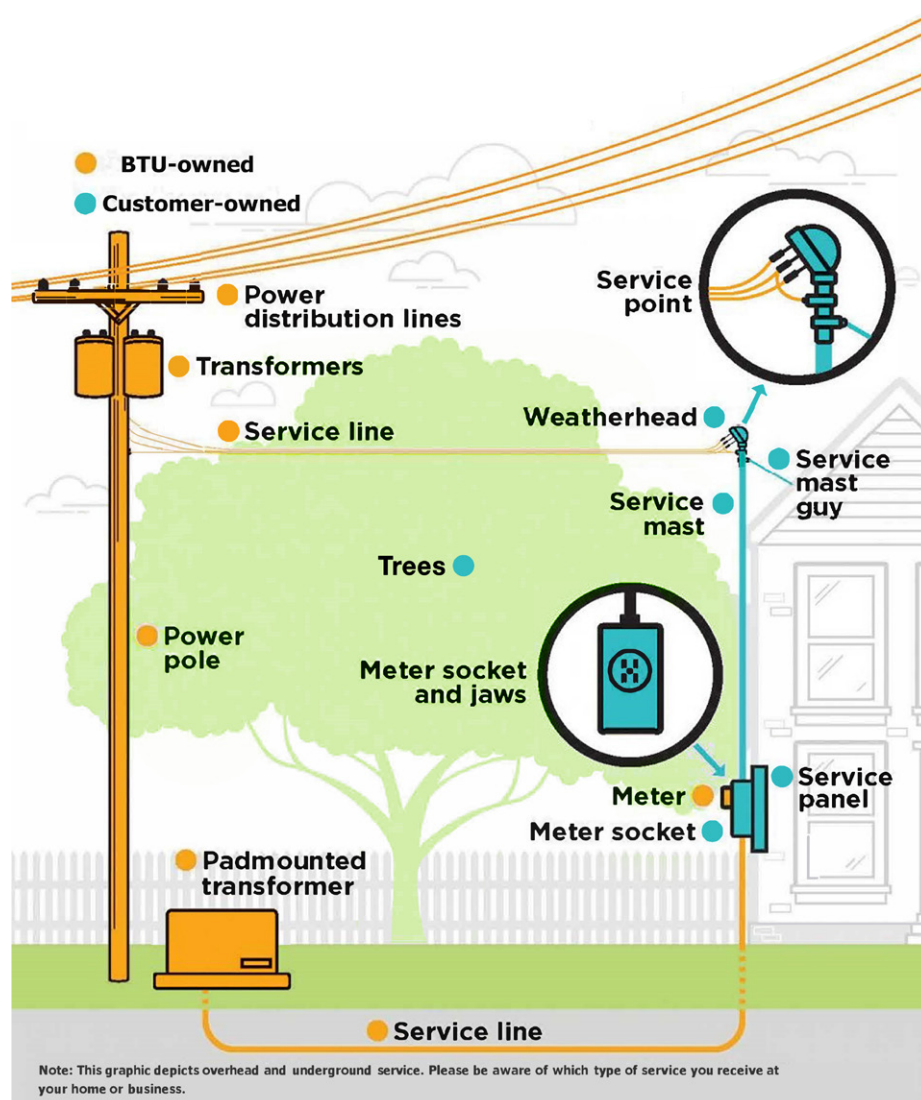 BTU-owned
Customer-owned
Power
distribution lines
Service
point
Transformers
Service line
Weatherhead
Service
mast
guy
Service
mast
Trees
Power
pole
Meter socket
and jaws
Service
panel
Meter
Meter socket
Padmounted
transformer
Service line
Note: This graphic depicts overhead and underground service. Please be aware of which type of service you receive at
your home or business.